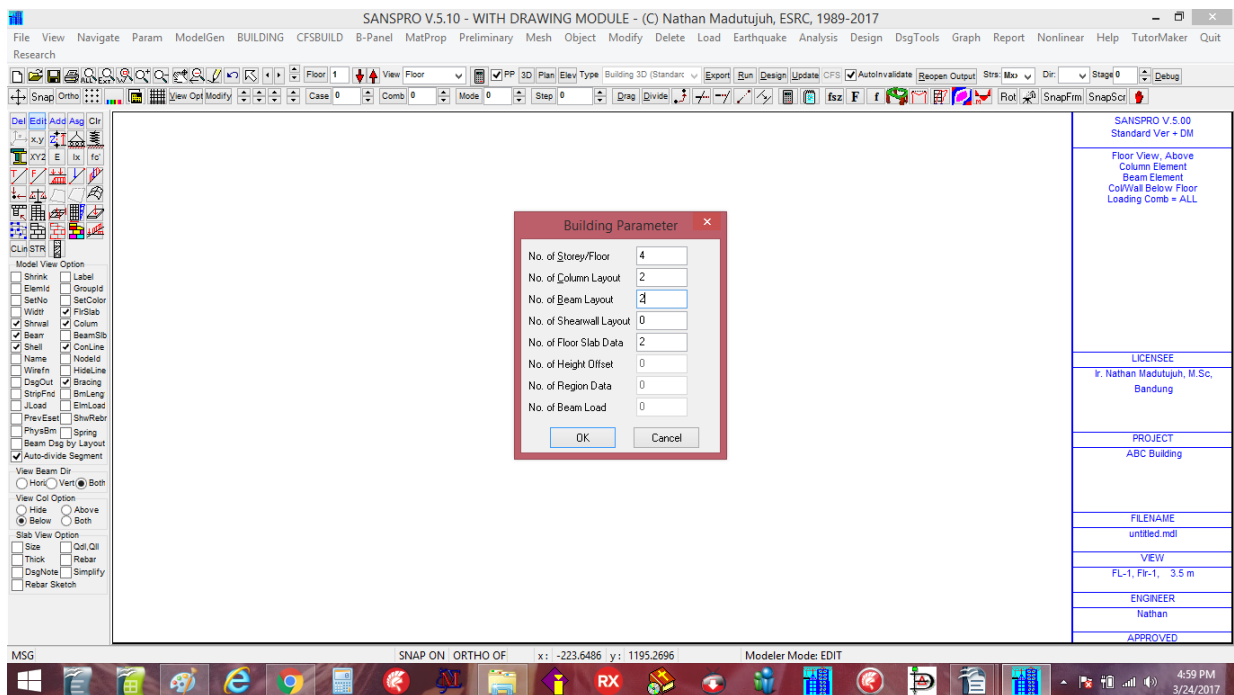 SANSPRO V.5.10 - WITH DRAWING MODULE - (C) Nathan Madutujuh, ESRC, 1989-2017
File View Navigate Param ModelGen BUILDING CFSBUILD B-Panel MatProp Preliminary Mesh Object Modify Delete Load Earthquake Analysis Design DsgTools Graph Report Nonlinear Help TutorMaker Quit
Research
ALL EXT Floor 1 View Floor PP 3D Plan Elev Type Building 3D (Standarc Export Run Design Update CFS AutoInvalidate Reopen Output Strs: Mxx Dir: Stage 0 Debug
Snap Ortho View Opt Modify Case 0 Comb 0 Mode 0 Step 0 Drag Divide fsz F f Rot SnapFrm SnapScr
Del Edit Add Asg Clr
x,y Z
XY2 E Ix fc'
T F
CLin STR
Model View Option
Shrink Label
ElemId GroupId
SetNo SetColor
Width FlrSlab
Shrwal Colum
Bearr BeamSlb
Shell ConLine
Name NodeId
Wirefn HideLine
DsgOut Bracing
StripFnd BmLeng
JLoad ElmLoad
PrevEset ShwRebr
PhysBm Spring
Beam Dsg by Layout
Auto-divide Segment
View Beam Dir
Hori Vert Both
View Col Option
Hide Above
Below Both
Slab View Option
Size Qdl,Qll
Thick Rebar
DsgNote Simplify
Rebar Sketch
Building Parameter
No. of Storey/Floor 4
No. of Column Layout 2
No. of Beam Layout 2
No. of Shearwall Layout 0
No. of Floor Slab Data 2
No. of Height Offset 0
No. of Region Data 0
No. of Beam Load 0
OK Cancel
SANSPRO V.5.00
Standard Ver + DM
Floor View, Above
Column Element
Beam Element
Col/Wall Below Floor
Loading Comb = ALL
LICENSEE
Ir. Nathan Madutujuh, M.Sc,
Bandung
PROJECT
ABC Building
FILENAME
untitled.mdl
VIEW
FL-1, Flr-1, 3.5 m
ENGINEER
Nathan
APPROVED
MSG SNAP ON ORTHO OF x: -223.6486 y: 1195.2696 Modeler Mode: EDIT
RX
4:59 PM
3/24/2017